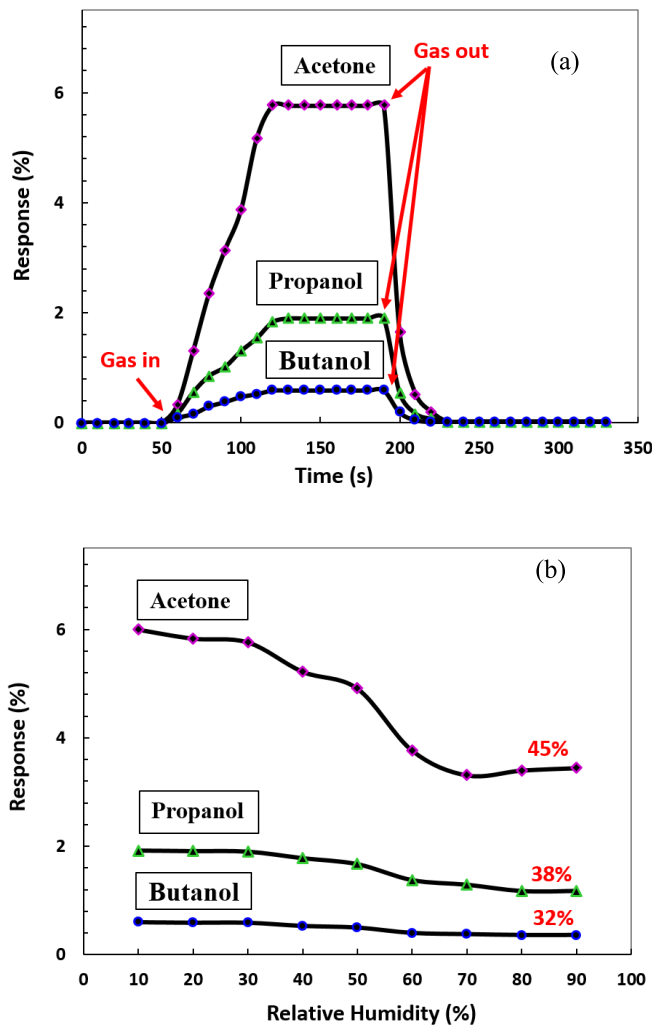 (a)
Gas out
Acetone
Propanol
Butanol
Gas in
Response (%)
6
4
2
0
0 50 100 150 200 250 300 350
Time (s)
(b)
Acetone
45%
Propanol
38%
Butanol
32%
Response (%)
6
4
2
0
0 10 20 30 40 50 60 70 80 90 100
Relative Humidity (%)